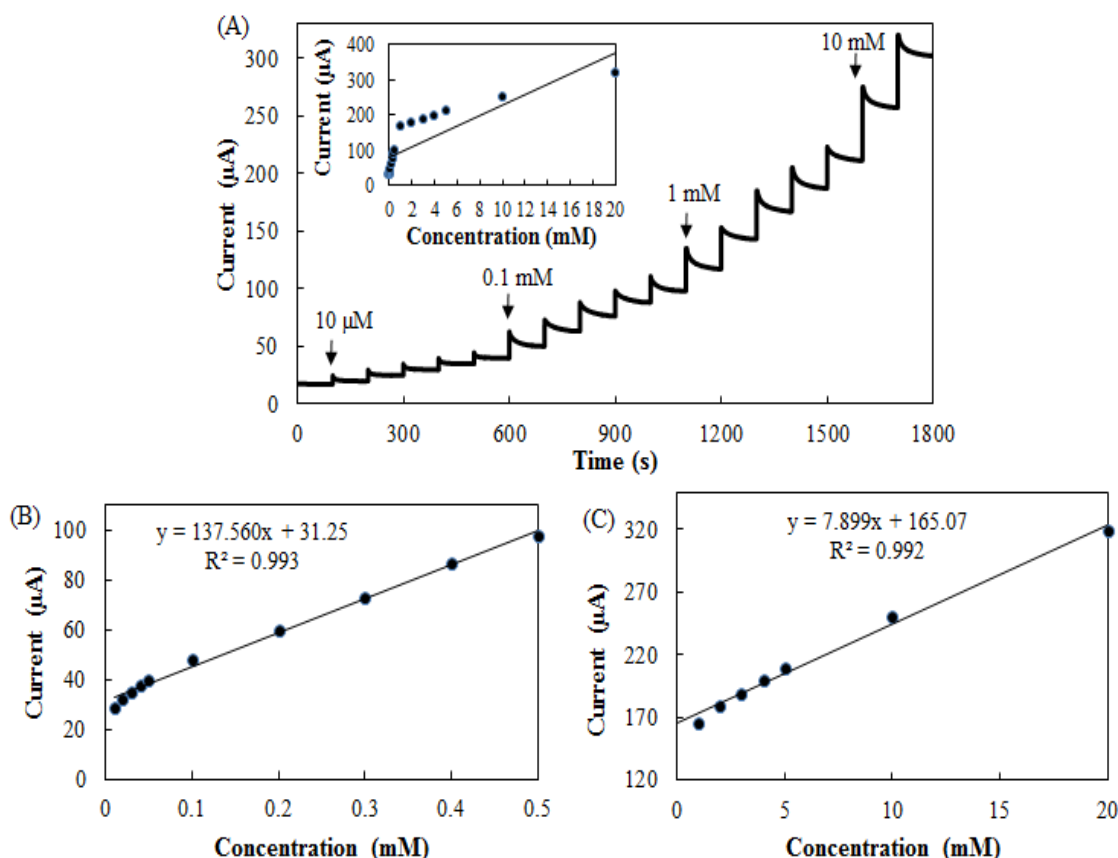 (A)
Current (µA)
300
250
200
150
100
50
0
0 300 600 900 1200 1500 1800
Time (s)
10 µM
0.1 mM
1 mM
10 mM
Current (µA)
400
300
200
100
0
0 2 4 6 8 10 12 14 16 18 20
Concentration (mM)
(B)
y = 137.560x + 31.25
R² = 0.993
Current (µA)
100
80
60
40
20
0
0 0.1 0.2 0.3 0.4 0.5
Concentration (mM)
(C)
y = 7.899x + 165.07
R² = 0.992
Current (µA)
320
270
220
170
120
0 5 10 15 20
Concentration (mM)